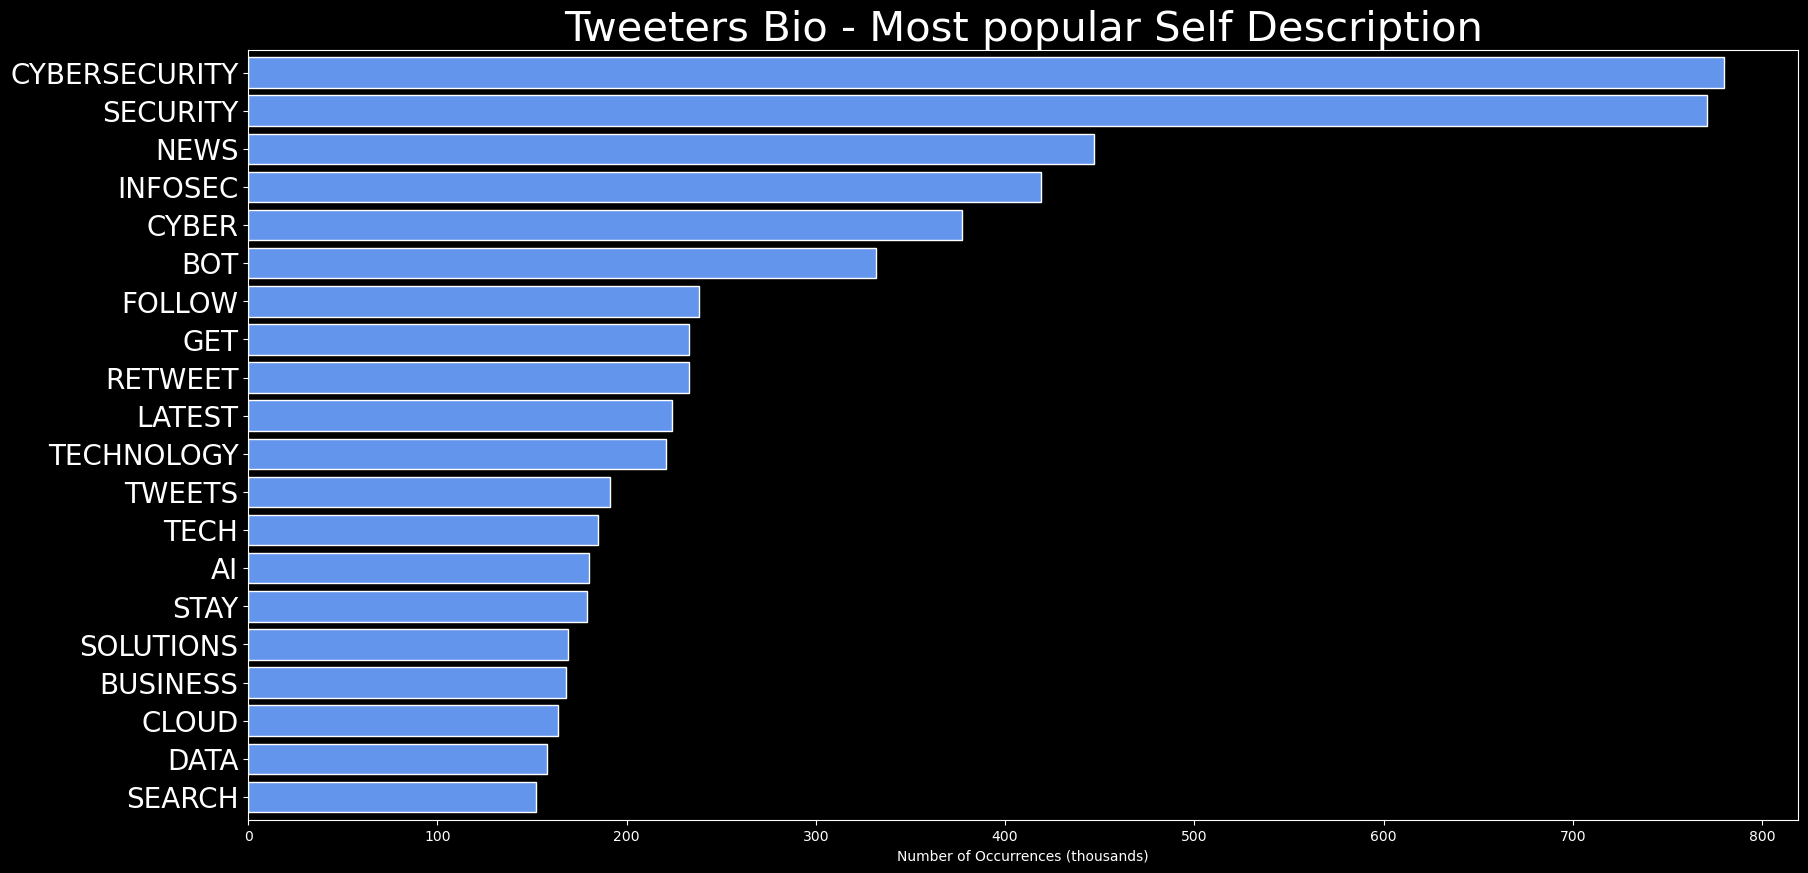 Tweeters Bio - Most popular Self Description
CYBERSECURITY
SECURITY
NEWS
INFOSEC
CYBER
BOT
FOLLOW
GET
RETWEET
LATEST
TECHNOLOGY
TWEETS
TECH
AI
STAY
SOLUTIONS
BUSINESS
CLOUD
DATA
SEARCH
0 100 200 300 400 500 600 700 800
Number of Occurrences (thousands)